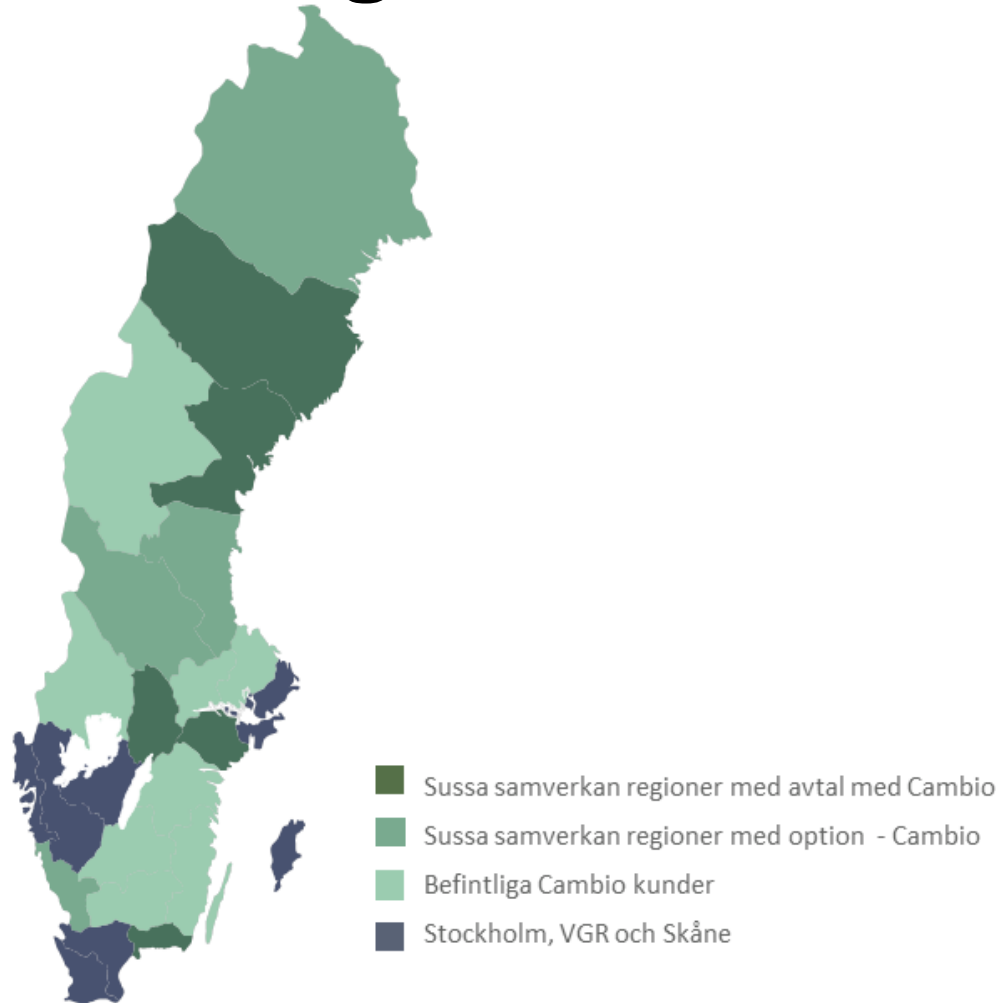 Sussa samverkan regioner med avtal med Cambio
Sussa samverkan regioner med option - Cambio
Befintliga Cambio kunder
Stockholm, VGR och Skåne